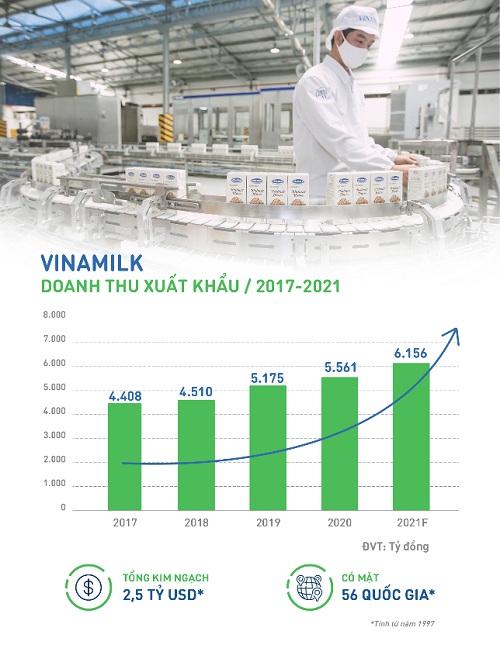 VINAMILK
DOANH THU XUẤT KHẨU / 2017-2021
8.000
7.000
6.000
5.000
4.000
3.000
2.000
1.000
0
4.408
4.510
5.175
5.561
6.156
2017
2018
2019
2020
2021F
ĐVT: Tỷ đồng
TỔNG KIM NGẠCH
2,5 TỶ USD*
CÓ MẶT
56 QUỐC GIA*
*Tính từ năm 1997